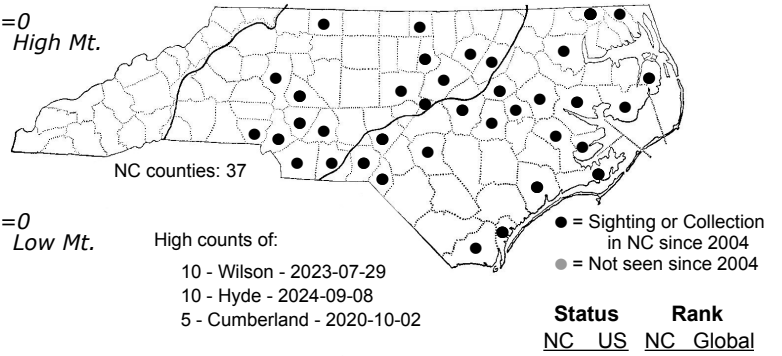 =0
High Mt.
NC counties: 37
=0
Low Mt.
High counts of:
10 - Wilson - 2023-07-29
10 - Hyde - 2024-09-08
5 - Cumberland - 2020-10-02
= Sighting or Collection
in NC since 2004
= Not seen since 2004
Status Rank
NC US NC Global